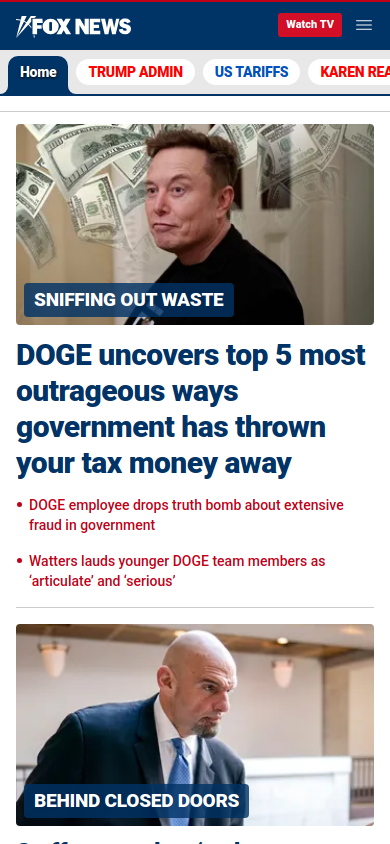 FOX NEWS
Watch TV
Home
TRUMP ADMIN
US TARIFFS
KAREN REA
SNIFFING OUT WASTE
DOGE uncovers top 5 most
outrageous ways
government has thrown
your tax money away
• DOGE employee drops truth bomb about extensive
fraud in government
• Watters lauds younger DOGE team members as
‘articulate’ and ‘serious’
BEHIND CLOSED DOORS